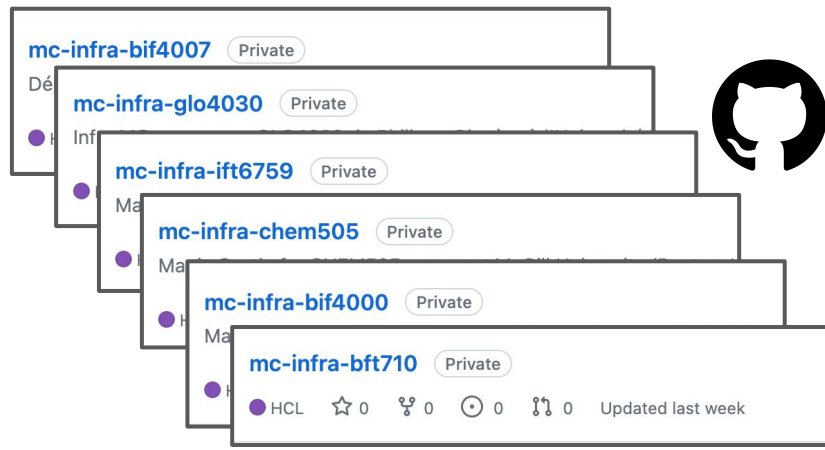 mc-infra-bif4007 Private
Dé
mc-infra-glo4030 Private
Inf
mc-infra-ift6759 Private
Ma
mc-infra-chem505 Private
Ma
mc-infra-bif4000 Private
Ma
mc-infra-bft710 Private
HCL 0 0 0 0 Updated last week